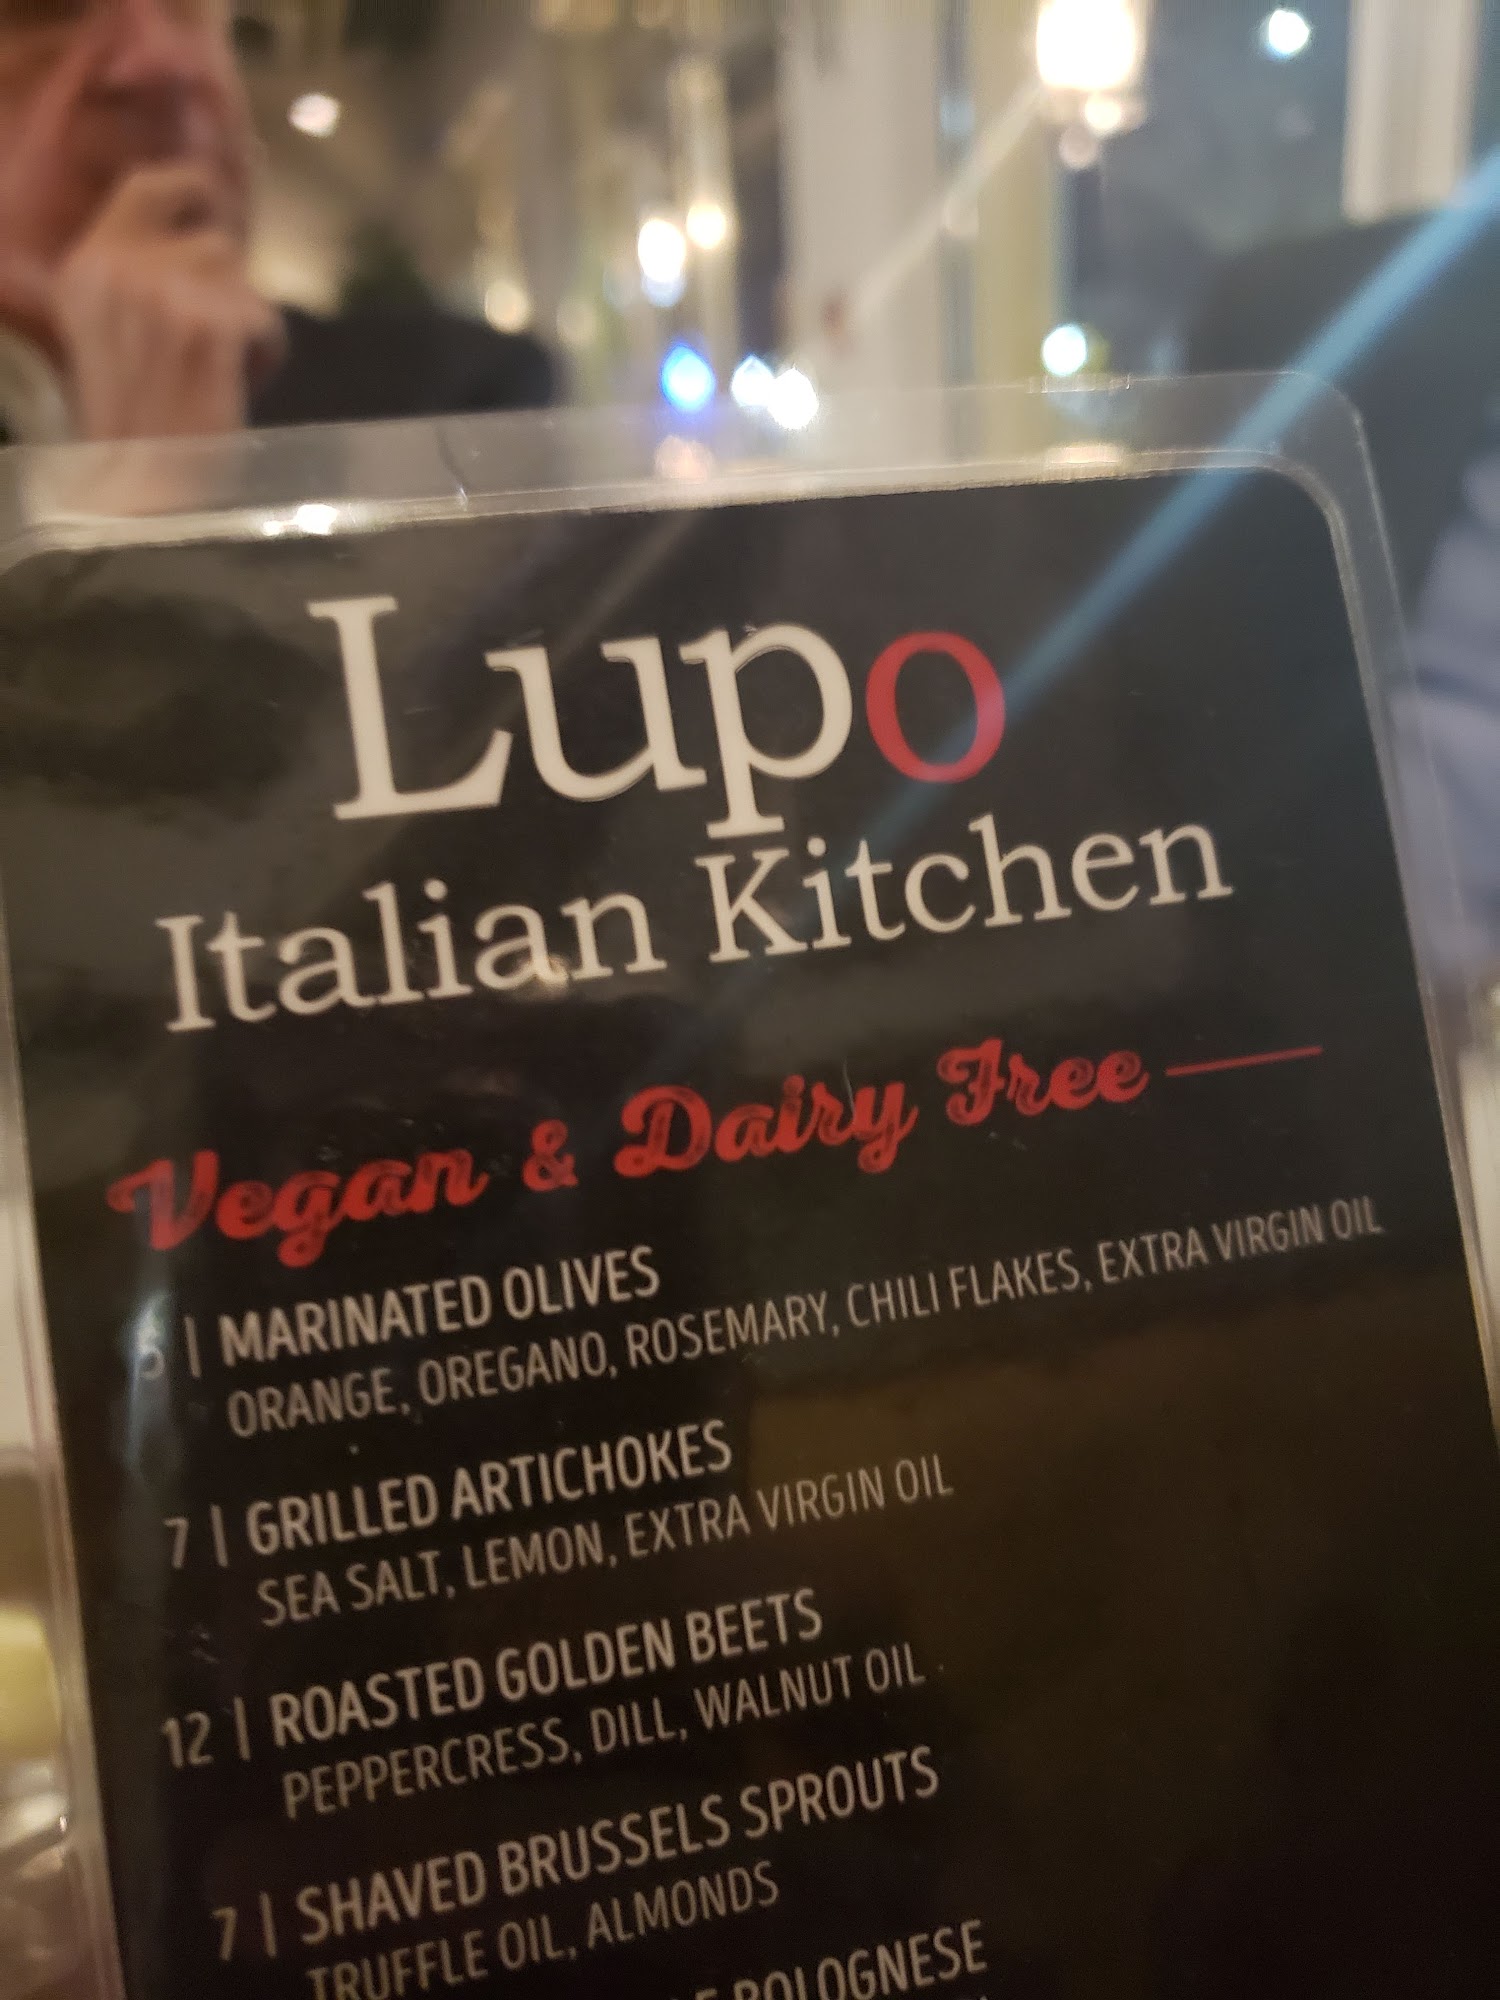 Lupo
Italian Kitchen
Vegan & Dairy Free
5 | MARINATED OLIVES
ORANGE, OREGANO, ROSEMARY, CHILI FLAKES, EXTRA VIRGIN OIL
7 | GRILLED ARTICHOKES
SEA SALT, LEMON, EXTRA VIRGIN OIL
12 | ROASTED GOLDEN BEETS
PEPPERCRESS, DILL, WALNUT OIL
7 | SHAVED BRUSSELS SPROUTS
TRUFFLE OIL, ALMONDS
BOLOGNESE